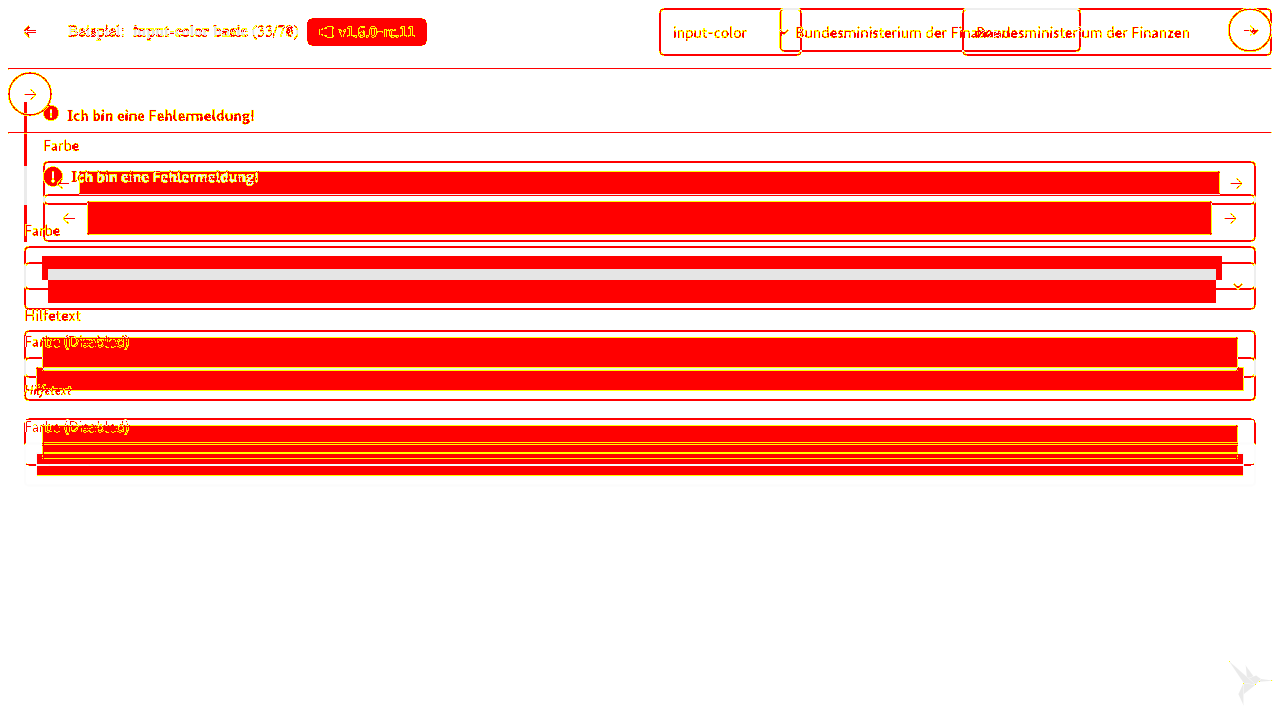 Beispiel: input-color basic (33/78) v1.6.0-rc.11
input-color
Bundesministerium der Finanzen
Bundesministerium der Finanzen
Ich bin eine Fehlermeldung!
Farbe
Ich bin eine Fehlermeldung!
Farbe
Hilfetext
Farbe (Disabled)
Hilfetext
Farbe (Disabled)